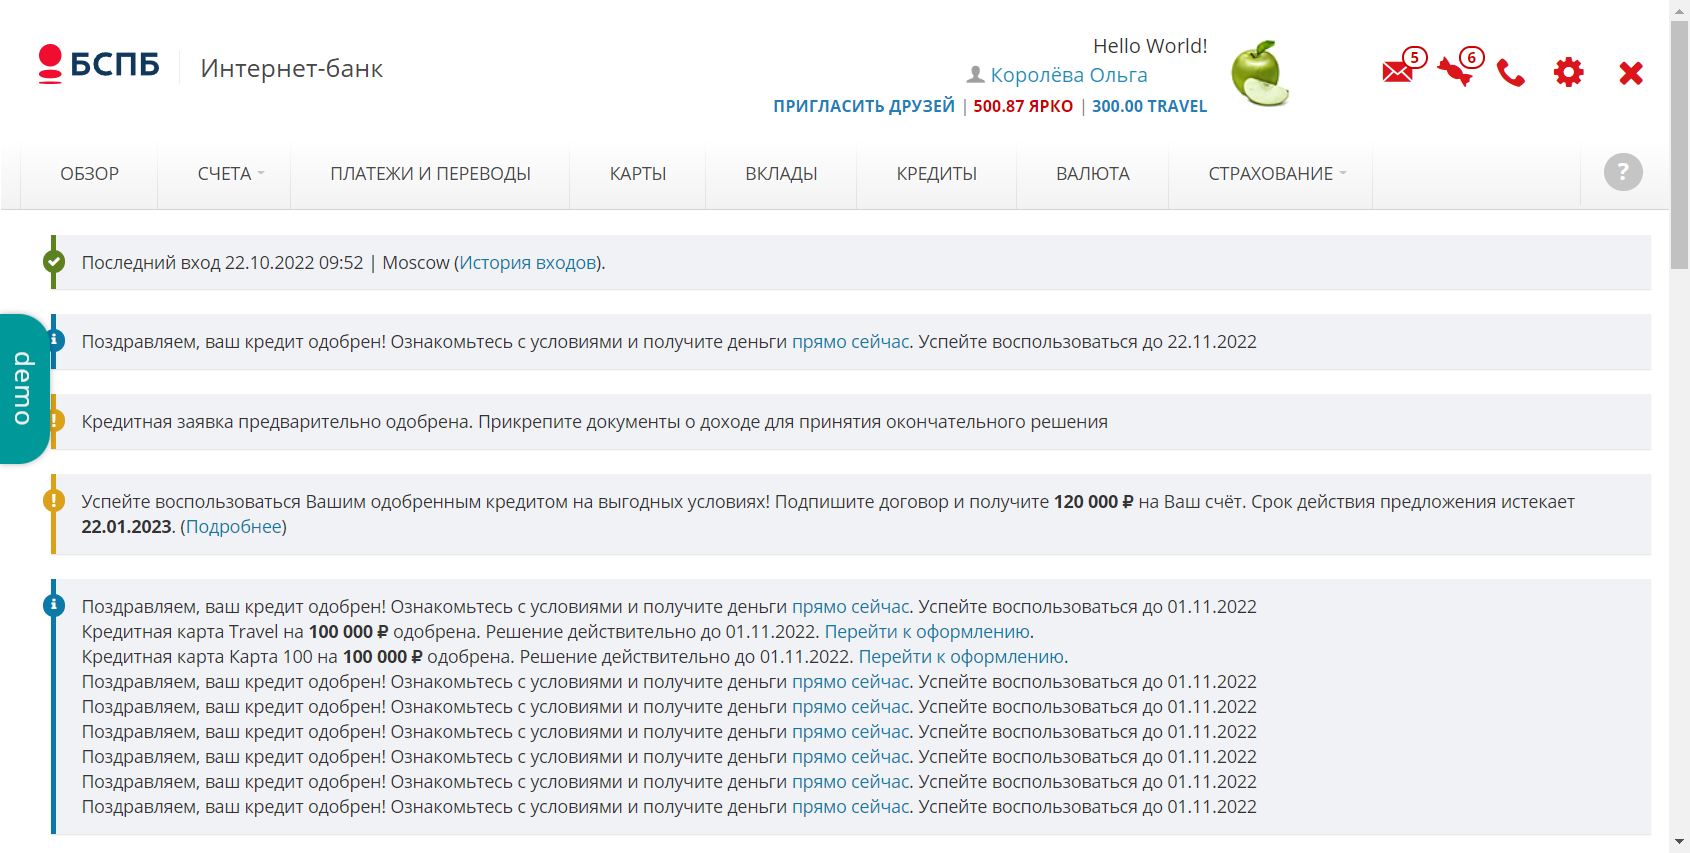 БСПБ
Интернет-банк
Hello World!
Королёва Ольга
ПРИГЛАСИТЬ ДРУЗЕЙ | 500.87 ЯРКО | 300.00 TRAVEL
5
6
ОБЗОР
СЧЕТА
ПЛАТЕЖИ И ПЕРЕВОДЫ
КАРТЫ
ВКЛАДЫ
КРЕДИТЫ
ВАЛЮТА
СТРАХОВАНИЕ
?
Последний вход 22.10.2022 09:52 | Moscow (История входов).
demo
Поздравляем, ваш кредит одобрен! Ознакомьтесь с условиями и получите деньги прямо сейчас. Успейте воспользоваться до 22.11.2022
Кредитная заявка предварительно одобрена. Прикрепите документы о доходе для принятия окончательного решения
Успейте воспользоваться Вашим одобренным кредитом на выгодных условиях! Подпишите договор и получите 120 000 ₽ на Ваш счёт. Срок действия предложения истекает
22.01.2023. (Подробнее)
Поздравляем, ваш кредит одобрен! Ознакомьтесь с условиями и получите деньги прямо сейчас. Успейте воспользоваться до 01.11.2022
Кредитная карта Travel на 100 000 ₽ одобрена. Решение действительно до 01.11.2022. Перейти к оформлению.
Кредитная карта Карта 100 на 100 000 ₽ одобрена. Решение действительно до 01.11.2022. Перейти к оформлению.
Поздравляем, ваш кредит одобрен! Ознакомьтесь с условиями и получите деньги прямо сейчас. Успейте воспользоваться до 01.11.2022
Поздравляем, ваш кредит одобрен! Ознакомьтесь с условиями и получите деньги прямо сейчас. Успейте воспользоваться до 01.11.2022
Поздравляем, ваш кредит одобрен! Ознакомьтесь с условиями и получите деньги прямо сейчас. Успейте воспользоваться до 01.11.2022
Поздравляем, ваш кредит одобрен! Ознакомьтесь с условиями и получите деньги прямо сейчас. Успейте воспользоваться до 01.11.2022
Поздравляем, ваш кредит одобрен! Ознакомьтесь с условиями и получите деньги прямо сейчас. Успейте воспользоваться до 01.11.2022
Поздравляем, ваш кредит одобрен! Ознакомьтесь с условиями и получите деньги прямо сейчас. Успейте воспользоваться до 01.11.2022